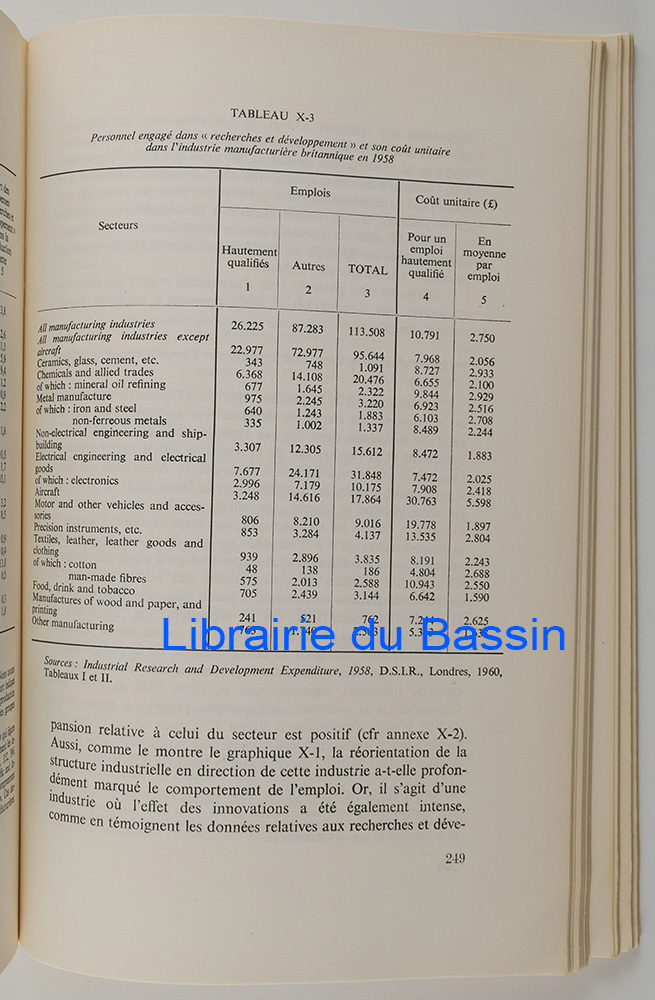 TABLEAU X-3
Personnel engagé dans « recherches et développement » et son coût unitaire
dans l'industrie manufacturière britannique en 1958
Secteurs
Emplois
Coût unitaire (£)
Hautement qualifiés
Autres
TOTAL
Pour un emploi hautement qualifié
En moyenne par emploi
1 2 3 4 5
All manufacturing industries 26.225 87.283 113.508 10.791 2.750
All manufacturing industries except
aircraft 22.977 72.977 95.644 7.968 2.056
Ceramics, glass, cement, etc. 343 748 1.091 8.727 2.933
Chemicals and allied trades 6.368 14.108 20.476 6.655 2.100
of which : mineral oil refining 677 1.645 2.322 9.844 2.929
Metal manufacture 975 2.245 3.220 6.923 2.516
of which : iron and steel 640 1.243 1.883 6.103 2.708
non-ferreous metals 335 1.002 1.337 8.489 2.244
Non-electrical engineering and ship-
building 3.307 12.305 15.612 8.472 1.883
Electrical engineering and electrical
goods 7.677 24.171 31.848 7.472 2.025
of which : electronics 2.996 7.179 10.175 7.908 2.418
Aircraft 3.248 14.616 17.864 30.763 5.598
Motor and other vehicles and acces-
sories 806 8.210 9.016 19.778 1.897
Precision instruments, etc. 853 3.284 4.137 13.535 2.804
Textiles, leather, leather goods and
clothing 939 2.896 3.835 8.191 2.243
of which : cotton 48 138 186 4.804 2.688
man-made fibres 575 2.013 2.588 10.943 2.550
Food, drink and tobacco 705 2.439 3.144 6.642 1.590
Manufactures of wood and paper, and
printing 241 521 762 2.625
Other manufacturing
Librairie du Bassin
Sources : Industrial Research and Development Expenditure, 1958, D.S.I.R., Londres, 1960,
Tableaux I et II.
pansion relative à celui du secteur est positif (cfr annexe X-2).
Aussi, comme le montre le graphique X-1, la réorientation de la
structure industrielle en direction de cette industrie a-t-elle profon-
dément marqué le comportement de l'emploi. Or, il s'agit d'une
industrie où l'effet des innovations a été également intense,
comme en témoignent les données relatives aux recherches et déve-
249